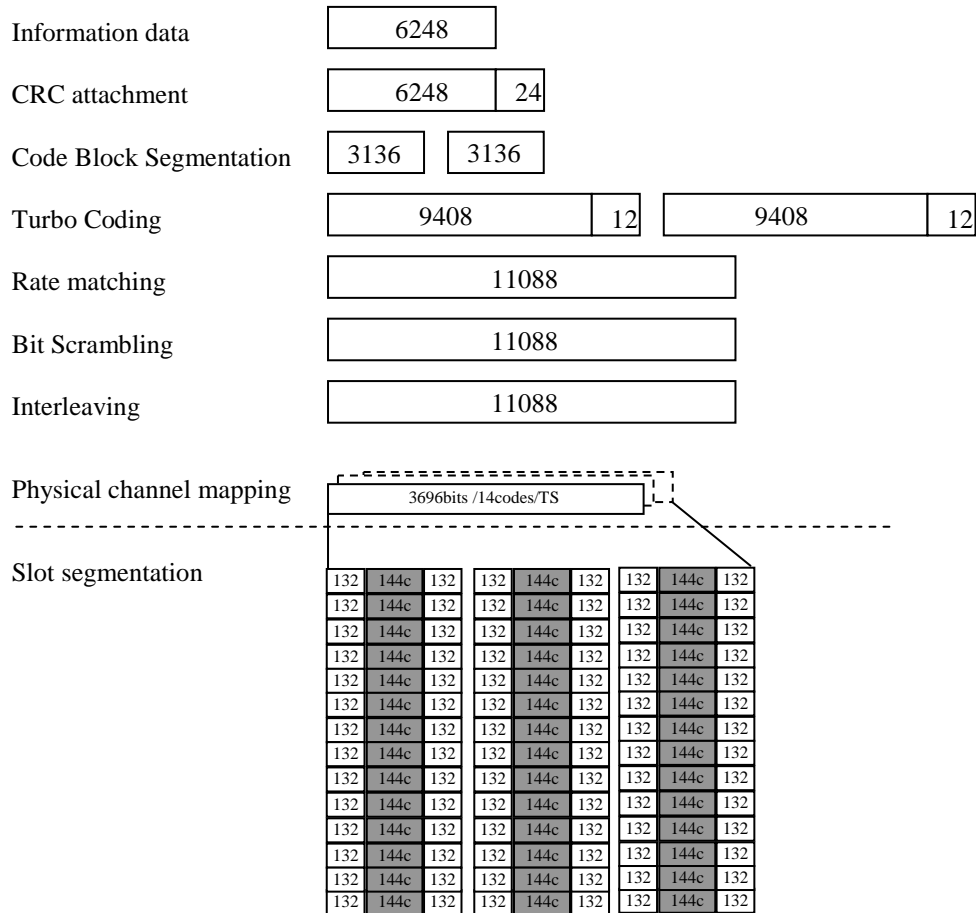 Information data 6248
CRC attachment 6248 24
Code Block Segmentation 3136 3136
Turbo Coding 9408 12 9408 12
Rate matching 11088
Bit Scrambling 11088
Interleaving 11088
Physical channel mapping 3696bits /14codes/TS
Slot segmentation
132 144c 132 132 144c 132 132 144c 132
132 144c 132 132 144c 132 132 144c 132
132 144c 132 132 144c 132 132 144c 132
132 144c 132 132 144c 132 132 144c 132
132 144c 132 132 144c 132 132 144c 132
132 144c 132 132 144c 132 132 144c 132
132 144c 132 132 144c 132 132 144c 132
132 144c 132 132 144c 132 132 144c 132
132 144c 132 132 144c 132 132 144c 132
132 144c 132 132 144c 132 132 144c 132
132 144c 132 132 144c 132 132 144c 132
132 144c 132 132 144c 132 132 144c 132
132 144c 132 132 144c 132 132 144c 132
132 144c 132 132 144c 132 132 144c 132